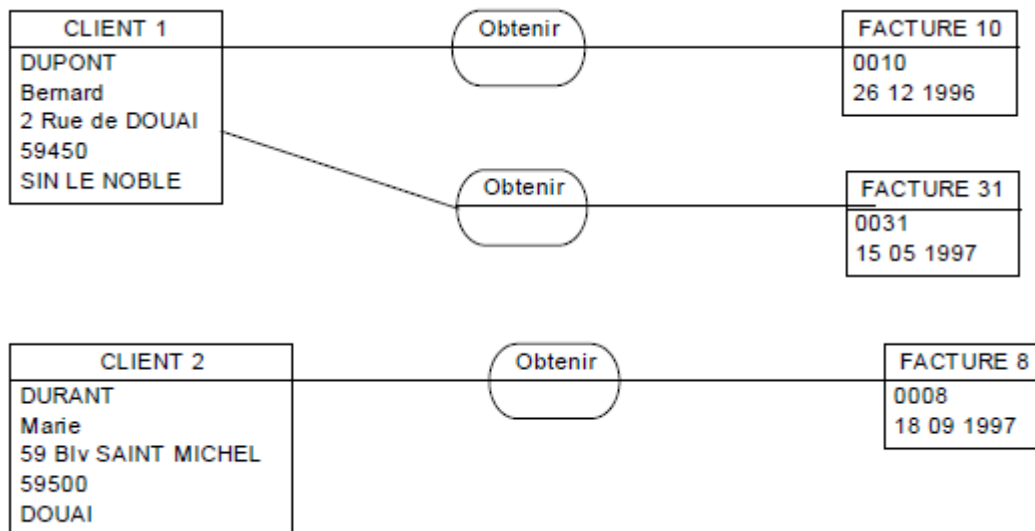 CLIENT 1
DUPONT
Bernard
2 Rue de DOUAI
59450
SIN LE NOBLE
Obtenir
FACTURE 10
0010
26 12 1996
Obtenir
FACTURE 31
0031
15 05 1997
CLIENT 2
DURANT
Marie
59 Blv SAINT MICHEL
59500
DOUAI
Obtenir
FACTURE 8
0008
18 09 1997